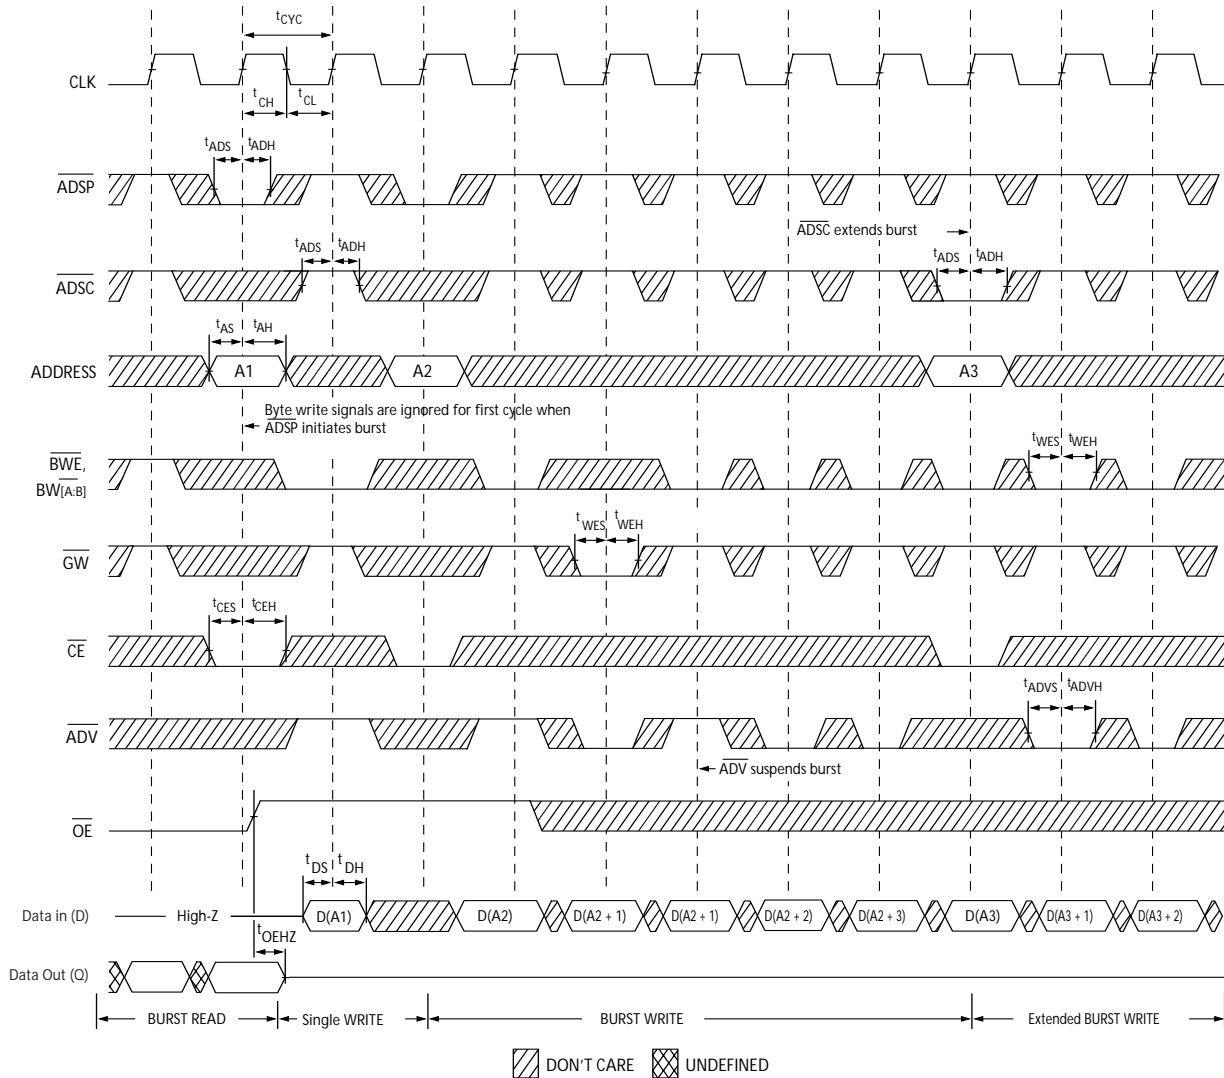 tCYC
CLK
tCH
tCL
tADS
tADH
ADSP
ADSC extends burst
tADS
tADH
tADS
tADH
ADSC
tAS
tAH
ADDRESS
A1
A2
A3
Byte write signals are ignored for first cycle when
ADSP initiates burst
BWE,
BW[A:B]
tWES
tWEH
tWES
tWEH
GW
tCES
tCEH
CE
tADVS
tADVH
ADV
ADV suspends burst
OE
tDS
tDH
Data in (D)
High-Z
D(A1)
D(A2)
D(A2 + 1)
D(A2 + 1)
D(A2 + 2)
D(A2 + 3)
D(A3)
D(A3 + 1)
D(A3 + 2)
tOEHZ
Data Out (Q)
BURST READ
Single WRITE
BURST WRITE
Extended BURST WRITE
DON'T CARE
UNDEFINED